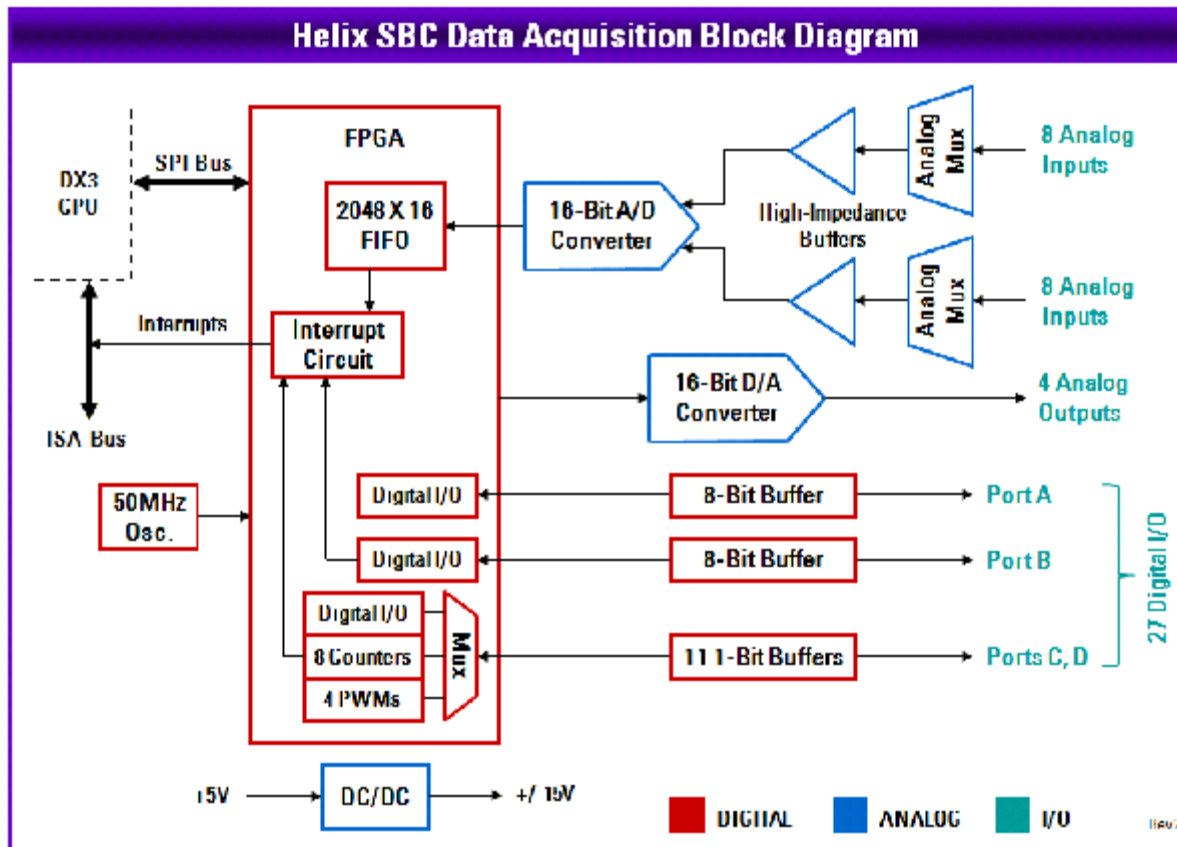 Helix SBC Data Acquisition Block Diagram
FPGA
SPI Bus
DX3
CPU
2048 X 16
FIFO
16-Bit A/D
Converter
High-Impedance
Buffers
Analog
Mux
8 Analog
Inputs
Analog
Mux
8 Analog
Inputs
Interrupts
Interrupt
Circuit
ISA Bus
16-Bit D/A
Converter
4 Analog
Outputs
50MHz
Osc.
Digital I/O
8-Bit Buffer
Port A
Digital I/O
8-Bit Buffer
Port B
Digital I/O
8 Counters
4 PWMs
Mux
11 1-Bit Buffers
Ports C, D
27 Digital I/O
+5V
DC/DC
+/- 15V
DIGITAL
ANALOG
I/O